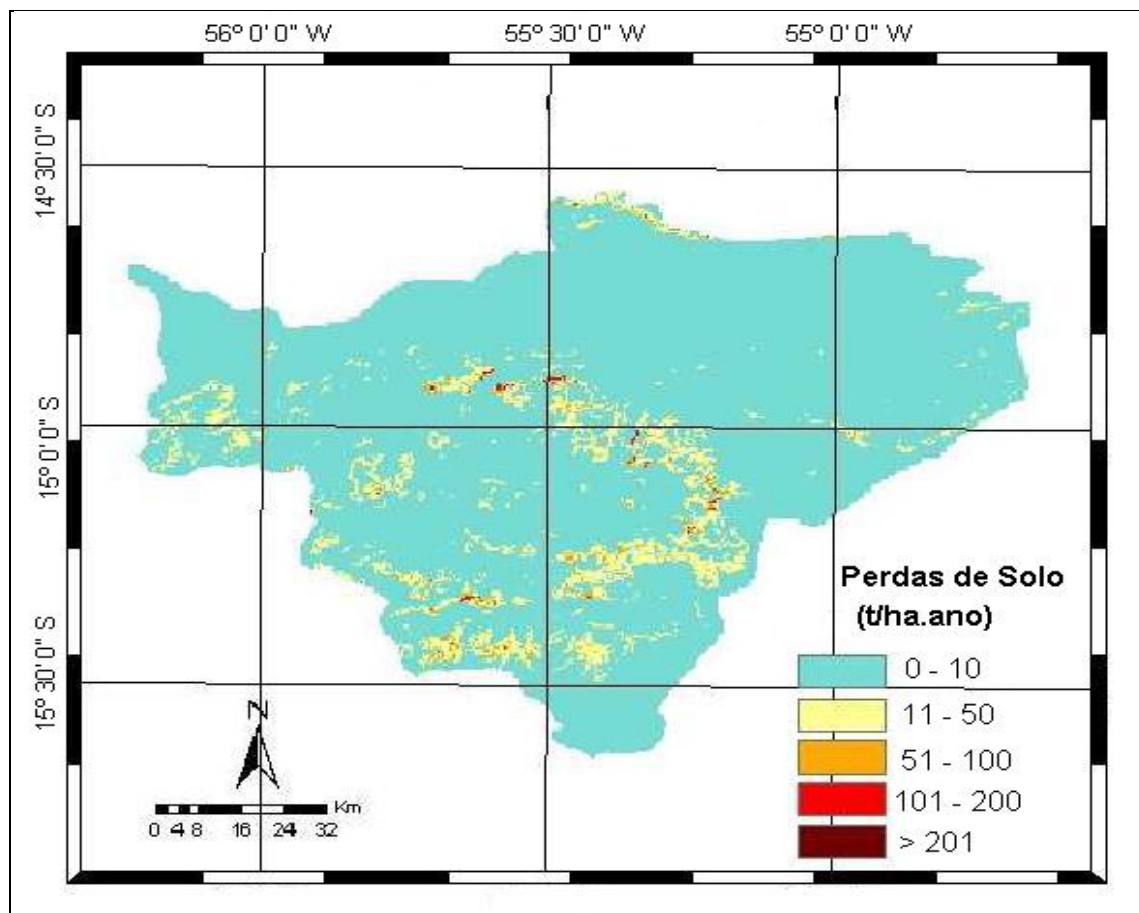 56° 0' 0" W
55° 30' 0" W
55° 0' 0" W
14° 30' 0" S
15° 0' 0" S
15° 30' 0" S
Perdas de Solo
(t/ha.ano)
0 - 10
11 - 50
51 - 100
101 - 200
> 201
N
Km
0 4 8 16 24 32